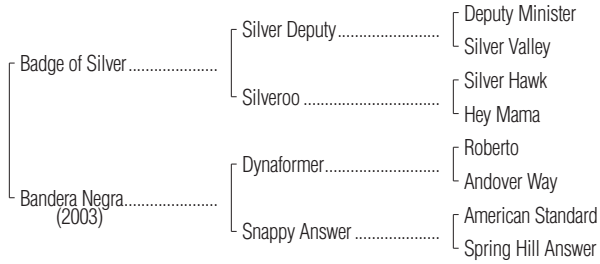 Deputy Minister
Silver Deputy..........................
Silver Valley
Badge of Silver......................
Silver Hawk
Silveroo ..................................
Hey Mama
Roberto
Dynaformer.............................
Andover Way
Bandera Negra.......................
(2003)
American Standard
Snappy Answer .....................
Spring Hill Answer